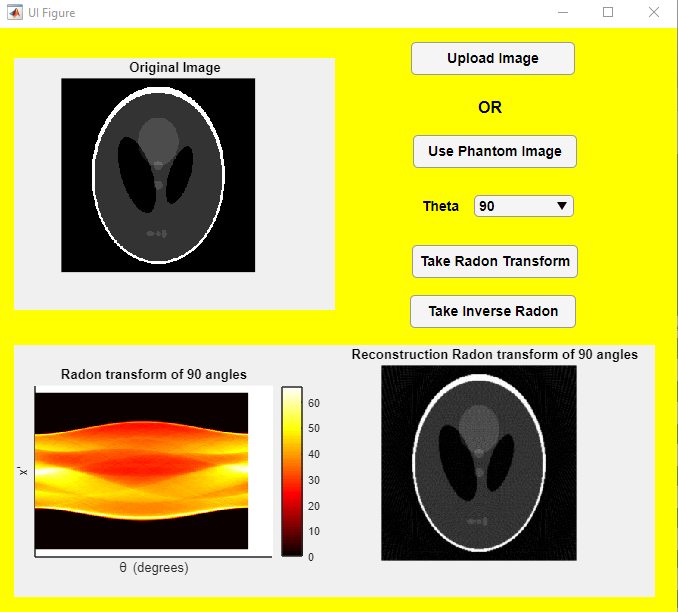 UI Figure
Original Image
Upload Image
OR
Use Phantom Image
Theta 90
Take Radon Transform
Take Inverse Radon
Radon transform of 90 angles
x'
60
50
40
30
20
10
0
θ (degrees)
Reconstruction Radon transform of 90 angles